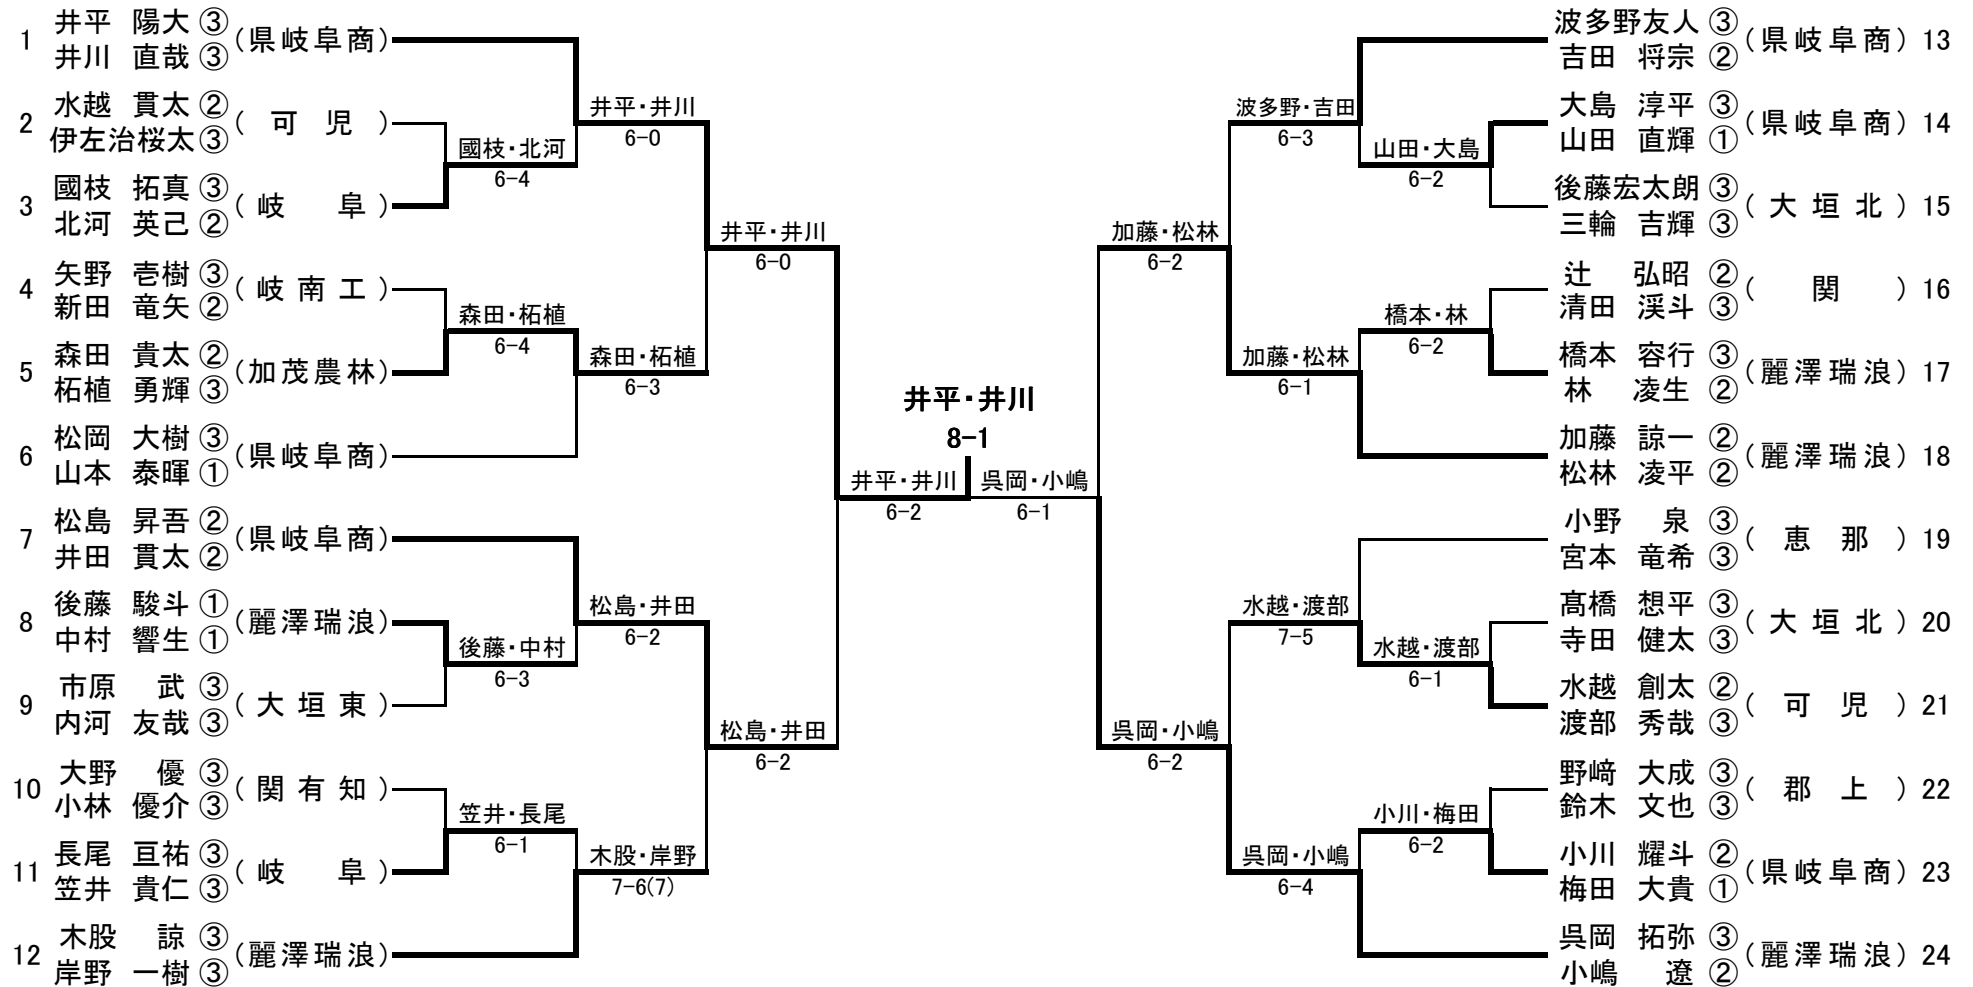 1 井平 陽大 ③ (県岐阜商)
井川 直哉 ③
2 水越 貫太 ② (可児)
伊左治桜太 ③
3 國枝 拓真 ③ (岐阜)
北河 英己 ②
4 矢野 壱樹 ③ (岐南工)
新田 竜矢 ②
5 森田 貴太 ② (加茂農林)
柘植 勇輝 ③
6 松岡 大樹 ③ (県岐阜商)
山本 泰暉 ①
7 松島 昇吾 ② (県岐阜商)
井田 貫太 ②
8 後藤 駿斗 ① (麗澤瑞浪)
中村 響生 ①
9 市原 武 ③ (大垣東)
内河 友哉 ③
10 大野 優 ③ (関有知)
小林 優介 ③
11 長尾 亘祐 ③ (岐阜)
笠井 貴仁 ③
12 木股 諒 ③ (麗澤瑞浪)
岸野 一樹 ③
國枝・北河
6-4
森田・柘植
6-4
後藤・中村
6-3
笠井・長尾
6-1
井平・井川
6-0
森田・柘植
6-3
松島・井田
6-2
木股・岸野
7-6(7)
井平・井川
6-0
松島・井田
6-2
井平・井川
6-2
井平・井川
8-1
呉岡・小嶋
6-1
加藤・松林
6-2
呉岡・小嶋
6-2
波多野・吉田
6-3
加藤・松林
6-1
水越・渡部
7-5
呉岡・小嶋
6-4
山田・大島
6-2
橋本・林
6-2
水越・渡部
6-1
小川・梅田
6-2
波多野友人 ③ (県岐阜商) 13
吉田 将宗 ②
大島 淳平 ③ (県岐阜商) 14
山田 直輝 ①
後藤宏太朗 ③ (大垣北) 15
三輪 吉輝 ③
辻 弘昭 ② (関) 16
清田 渓斗 ③
橋本 容行 ③ (麗澤瑞浪) 17
林 凌生 ②
加藤 諒一 ② (麗澤瑞浪) 18
松林 凌平 ②
小野 泉 ③ (恵那) 19
宮本 竜希 ③
髙橋 想平 ③ (大垣北) 20
寺田 健太 ③
水越 創太 ② (可児) 21
渡部 秀哉 ③
野﨑 大成 ③ (郡上) 22
鈴木 文也 ③
小川 耀斗 ② (県岐阜商) 23
梅田 大貴 ①
呉岡 拓弥 ③ (麗澤瑞浪) 24
小嶋 遼 ②